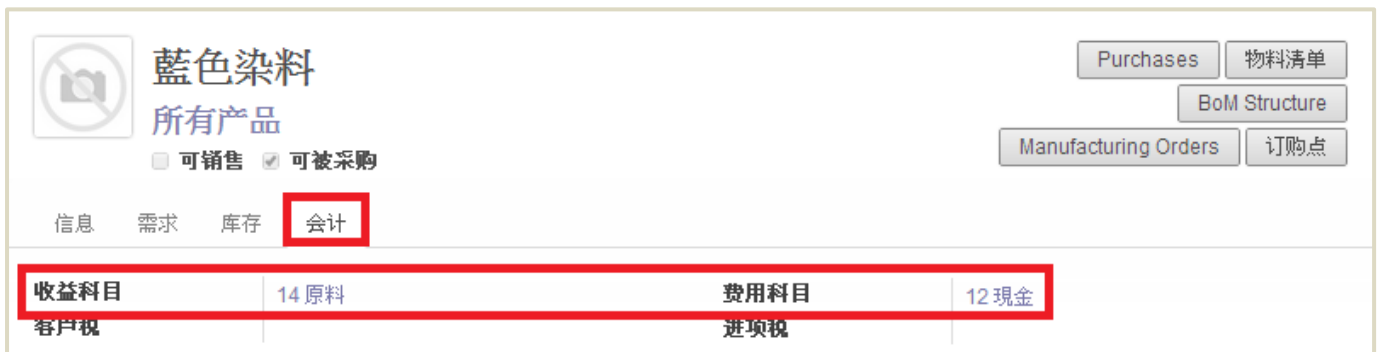 藍色染料
所有产品
可销售 可被采购
Purchases 物料清单
BoM Structure
Manufacturing Orders 订购点
信息 需求 库存 会计
收益科目 14 原料 费用科目 12 現金
客户税 进项税